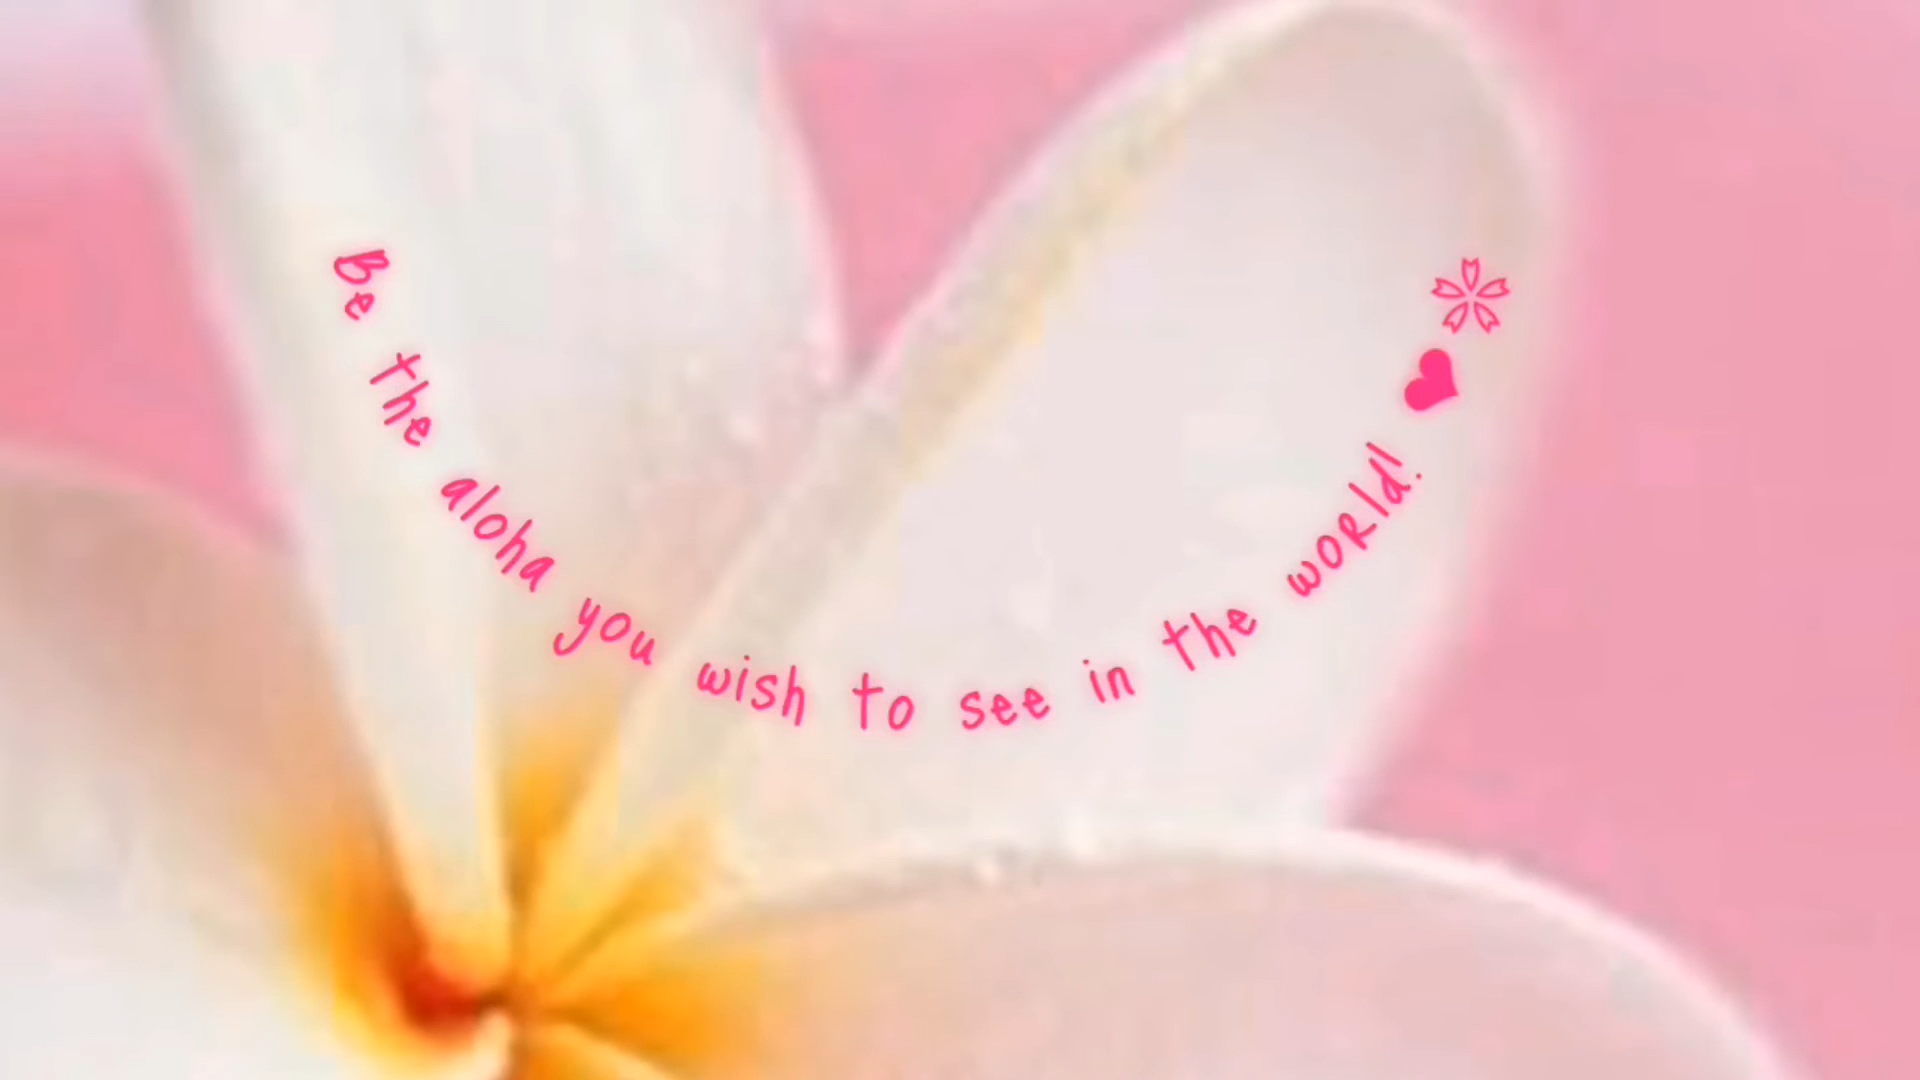 Be the aloha you wish to see in the world! ♥ ❀